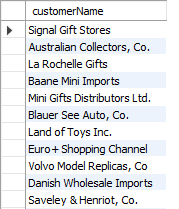 customerName
Signal Gift Stores
Australian Collectors, Co.
La Rochelle Gifts
Baane Mini Imports
Mini Gifts Distributors Ltd.
Blauer See Auto, Co.
Land of Toys Inc.
Euro+ Shopping Channel
Volvo Model Replicas, Co
Danish Wholesale Imports
Saveley & Henriot, Co.